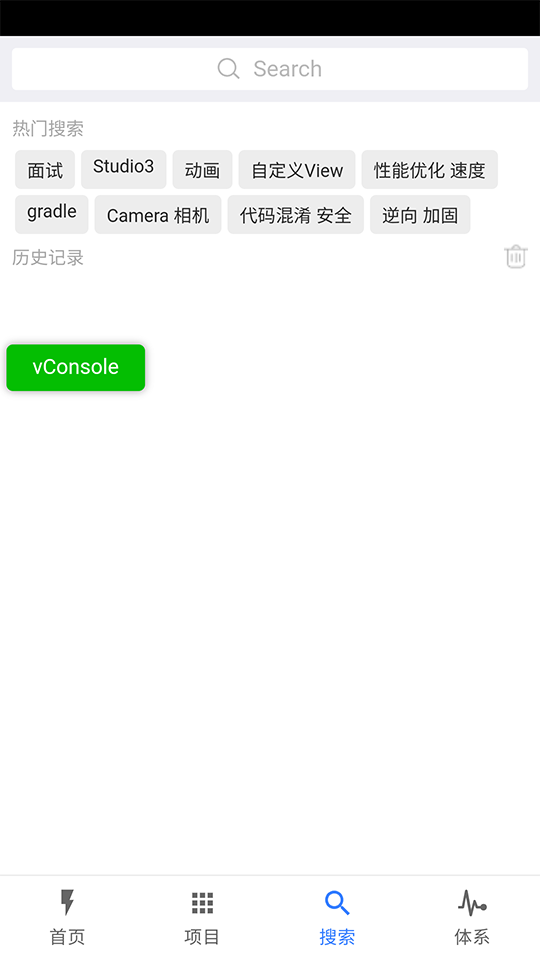 Search
热门搜索
面试 Studio3 动画 自定义View 性能优化 速度
gradle Camera 相机 代码混淆 安全 逆向 加固
历史记录
vConsole
首页 项目 搜索 体系